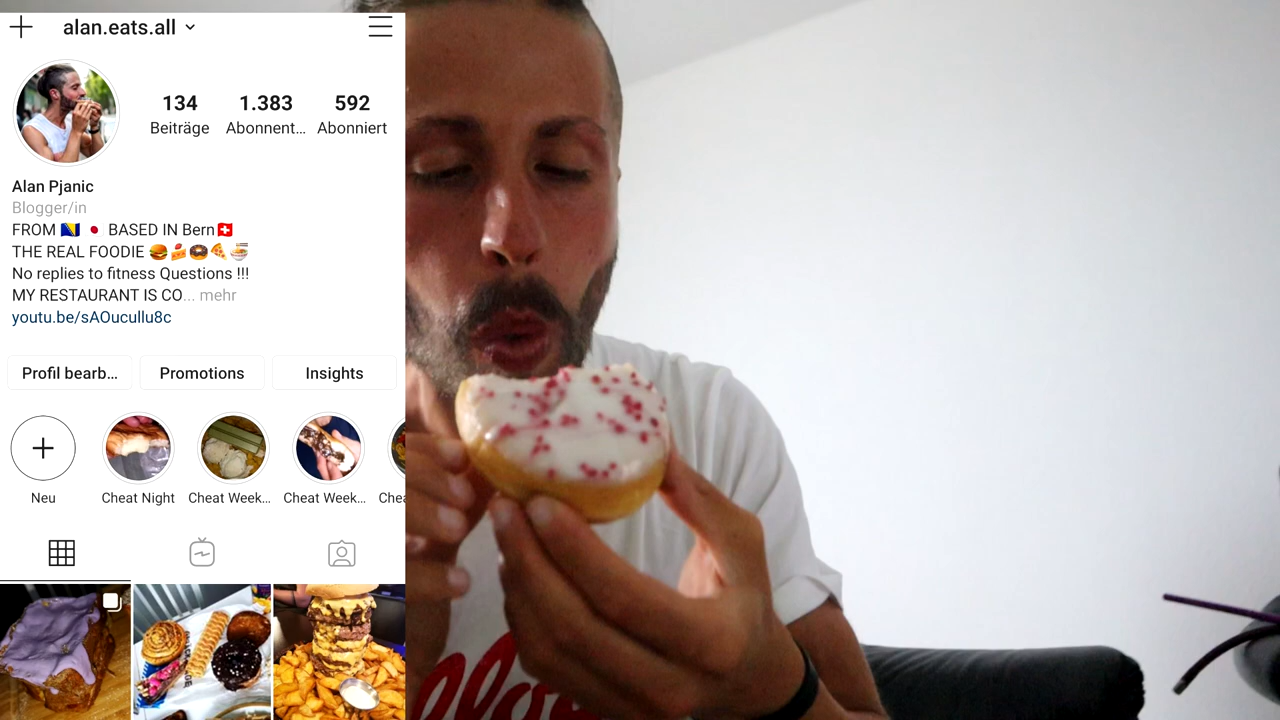 alan.eats.all
134 1.383 592
Beiträge Abonnent... Abonniert
Alan Pjanic
Blogger/in
FROM 🇧🇦 🇯🇵 BASED IN Bern🇨🇭
THE REAL FOODIE 🍔🍰🍩🍕🍜
No replies to fitness Questions !!!
MY RESTAURANT IS CO... mehr
youtu.be/sAOucullu8c
Profil bearb... Promotions Insights
Neu Cheat Night Cheat Week... Cheat Week... Chea